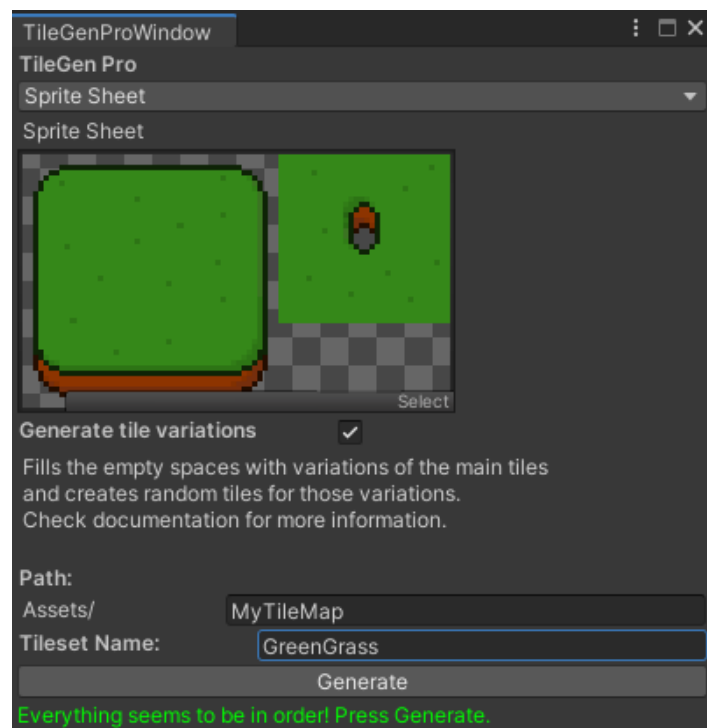 TileGenProWindow
TileGen Pro
Sprite Sheet
Sprite Sheet
Select
Generate tile variations
Fills the empty spaces with variations of the main tiles
and creates random tiles for those variations.
Check documentation for more information.
Path:
Assets/ MyTileMap
Tileset Name: GreenGrass
Generate
Everything seems to be in order! Press Generate.